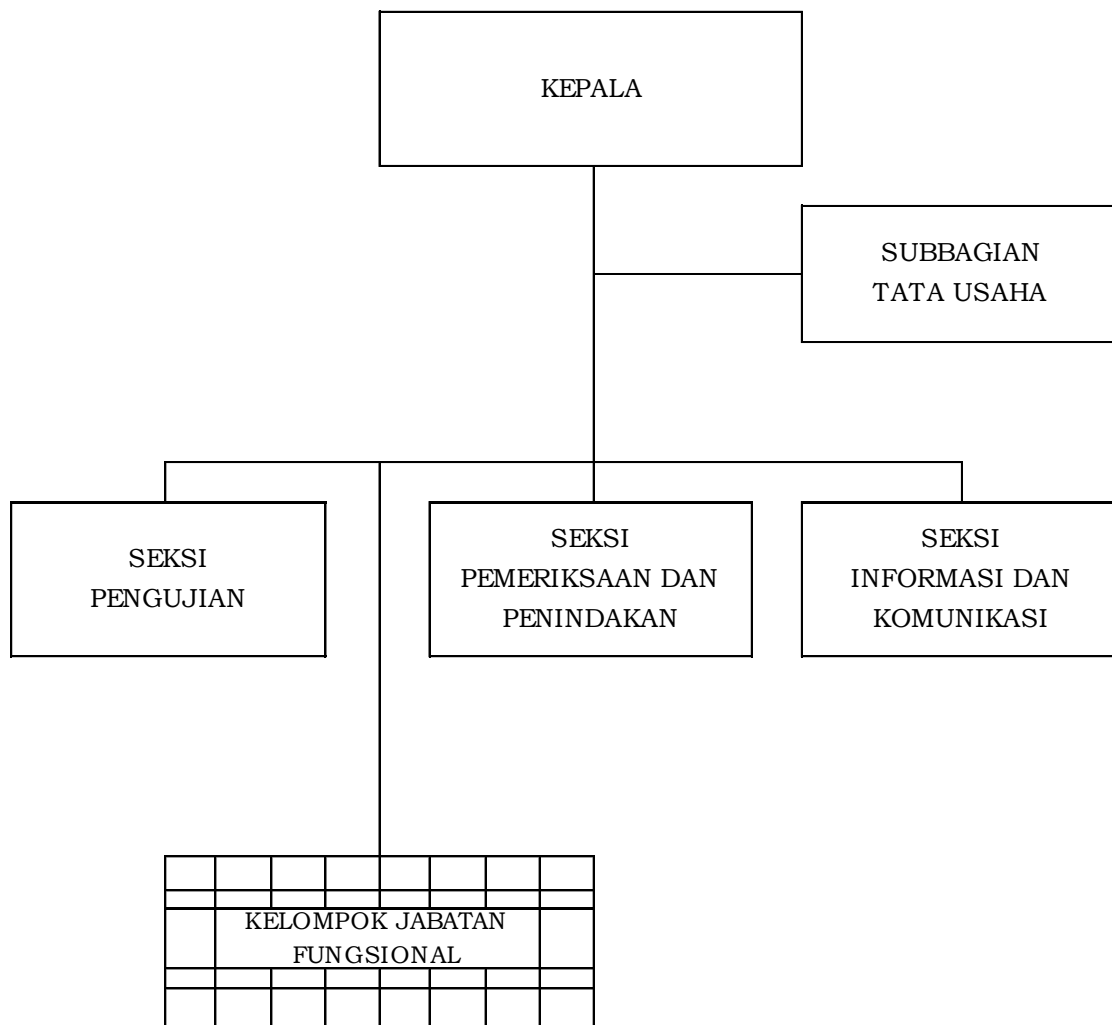 KEPALA
SUBBAGIAN
TATA USAHA
SEKSI
PENGUJIAN
SEKSI
PEMERIKSAAN DAN
PENINDAKAN
SEKSI
INFORMASI DAN
KOMUNIKASI
KELOMPOK JABATAN
FUNGSIONAL